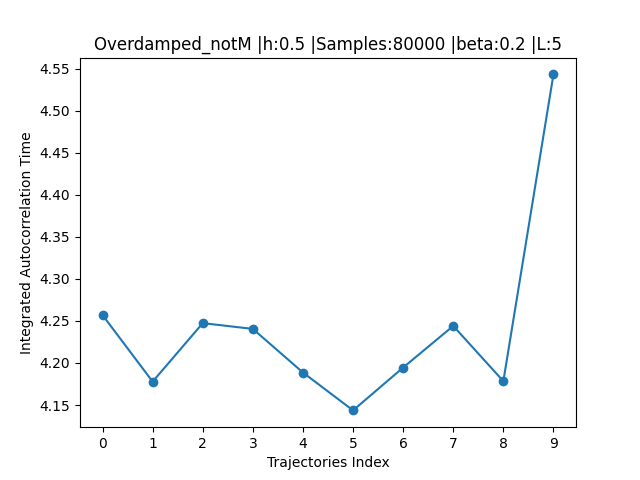 Overdamped_notM |h:0.5 |Samples:80000 |beta:0.2 |L:5
Integrated Autocorrelation Time
4.55
4.50
4.45
4.40
4.35
4.30
4.25
4.20
4.15
0 1 2 3 4 5 6 7 8 9
Trajectories Index